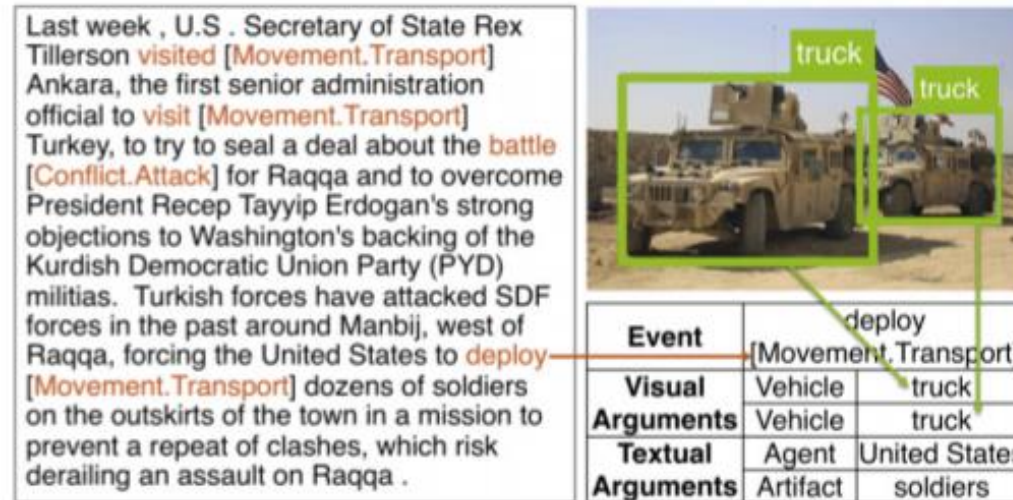 Last week , U.S . Secretary of State Rex
Tillerson visited [Movement.Transport]
Ankara, the first senior administration
official to visit [Movement.Transport]
Turkey, to try to seal a deal about the battle
[Conflict.Attack] for Raqqa and to overcome
President Recep Tayyip Erdogan's strong
objections to Washington's backing of the
Kurdish Democratic Union Party (PYD)
militias. Turkish forces have attacked SDF
forces in the past around Manbij, west of
Raqqa, forcing the United States to deploy
[Movement.Transport] dozens of soldiers
on the outskirts of the town in a mission to
prevent a repeat of clashes, which risk
derailing an assault on Raqqa .
truck
truck
Event deploy
[Movement.Transport
Visual Vehicle truck
Arguments Vehicle truck
Textual Agent United States
Arguments Artifact soldiers